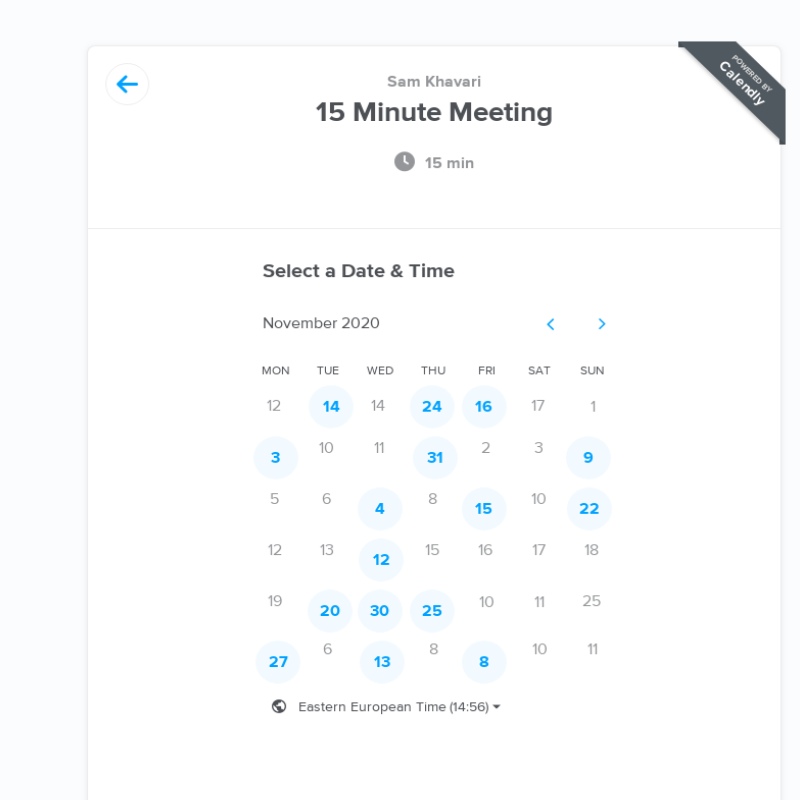 POWERED BY
Calendly
Sam Khavari
15 Minute Meeting
15 min
Select a Date & Time
November 2020
MON TUE WED THU FRI SAT SUN
12 14 14 24 16 17 1
3 10 11 31 2 3 9
5 6 4 8 15 10 22
12 13 12 15 16 17 18
19 20 30 25 10 11 25
27 6 13 8 8 10 11
Eastern European Time (14:56)